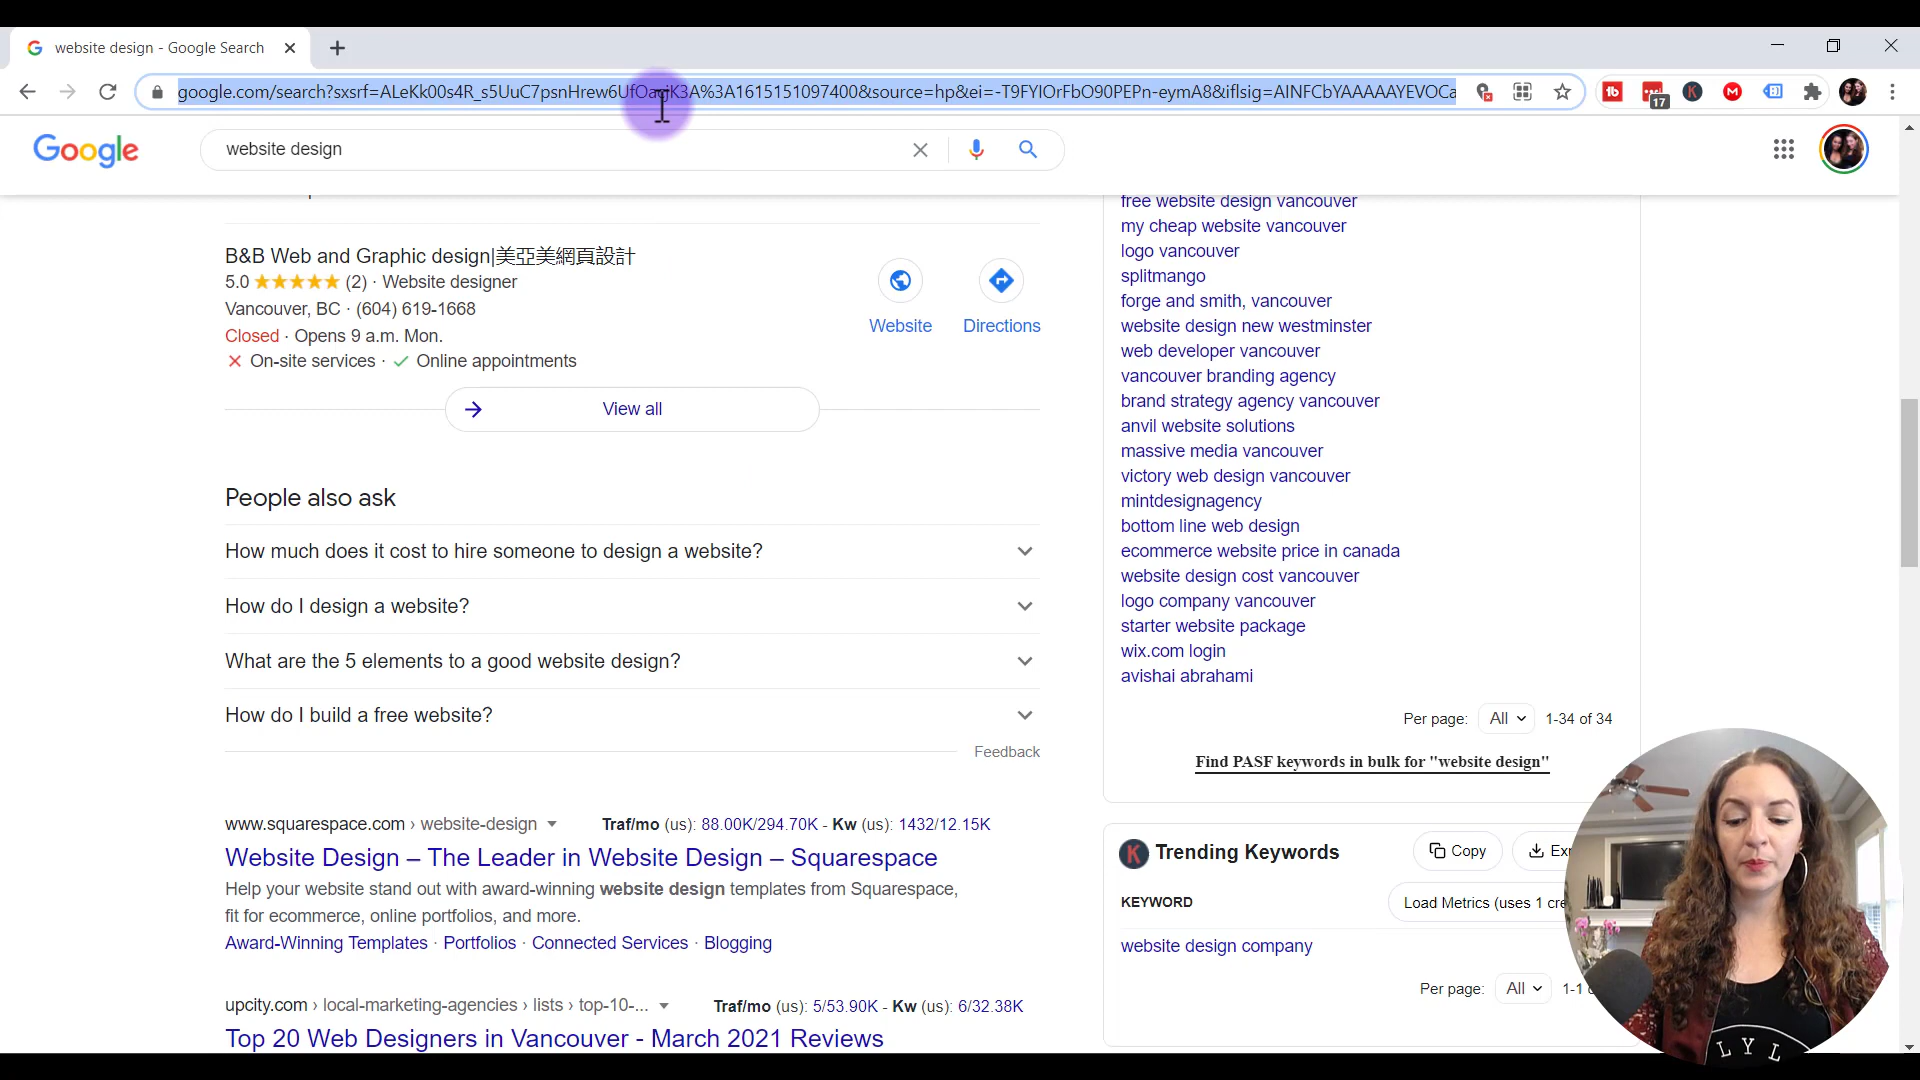 website design - Google Search
google.com/search?sxsrf=ALeKk00s4R_s5UuC7psnHrew6UfO
K3A%3A1615151097400&source=hp&ei=-T9FYIOrFbO90PEPn-eymA8&iflsig=AINFCbYAAAAAYEVOCa
17
Google
website design
B&B Web and Graphic design|美亞美網頁設計
5.0 ★★★★★ (2) · Website designer
Vancouver, BC · (604) 619-1668
Closed · Opens 9 a.m. Mon.
✕ On-site services · ✓ Online appointments
Website
Directions
View all
People also ask
How much does it cost to hire someone to design a website?
How do I design a website?
What are the 5 elements to a good website design?
How do I build a free website?
Feedback
www.squarespace.com › website-design
Traf/mo (us): 88.00K/294.70K - Kw (us): 1432/12.15K
Website Design – The Leader in Website Design – Squarespace
Help your website stand out with award-winning website design templates from Squarespace,
fit for ecommerce, online portfolios, and more.
Award-Winning Templates · Portfolios · Connected Services · Blogging
upcity.com › local-marketing-agencies › lists › top-10-...
Traf/mo (us): 5/53.90K - Kw (us): 6/32.38K
Top 20 Web Designers in Vancouver - March 2021 Reviews
free website design vancouver
my cheap website vancouver
logo vancouver
splitmango
forge and smith, vancouver
website design new westminster
web developer vancouver
vancouver branding agency
brand strategy agency vancouver
anvil website solutions
massive media vancouver
victory web design vancouver
mintdesignagency
bottom line web design
ecommerce website price in canada
website design cost vancouver
logo company vancouver
starter website package
wix.com login
avishai abrahami
Per page: All 1-34 of 34
Find PASF keywords in bulk for "website design"
K Trending Keywords
Copy
Ex
KEYWORD
Load Metrics (uses 1 cre
website design company
Per page: All 1-1
LYL